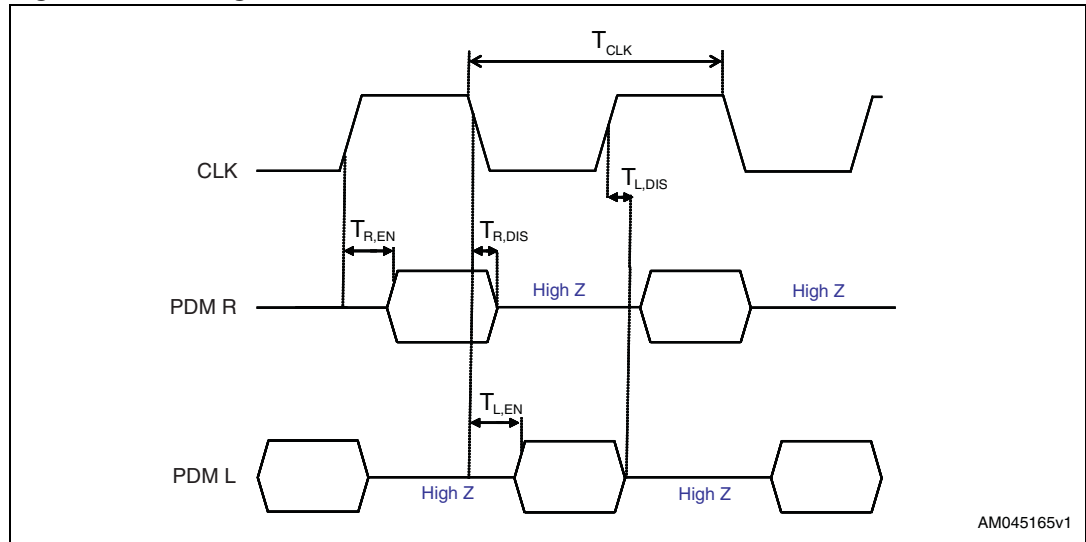 T_CLK
CLK
T_L,DIS
T_R,EN
T_R,DIS
PDM R
High Z
High Z
T_L,EN
PDM L
High Z
High Z
AM045165v1